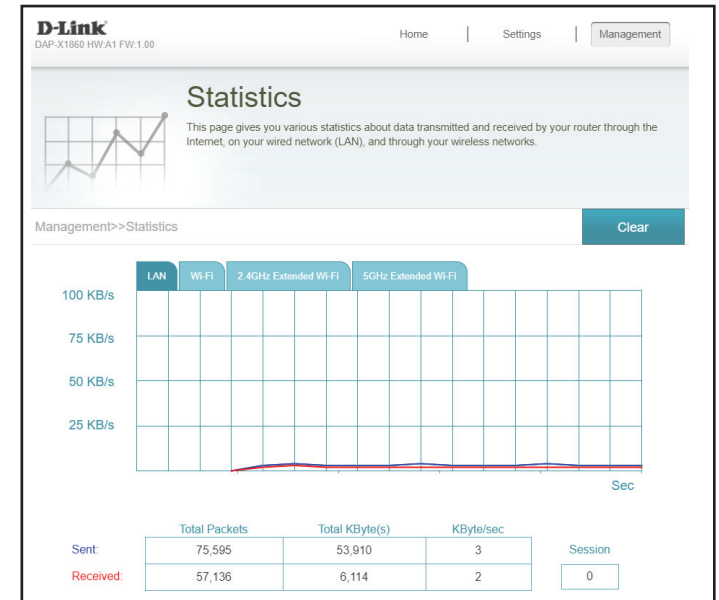 D-Link
DAP-X1860 HW:A1 FW:1.00
Home | Settings | Management
Statistics
This page gives you various statistics about data transmitted and received by your router through the
Internet, on your wired network (LAN), and through your wireless networks.
Management>>Statistics
Clear
LAN Wi-Fi 2.4GHz Extended Wi-Fi 5GHz Extended Wi-Fi
100 KB/s
75 KB/s
50 KB/s
25 KB/s
Sec
Total Packets Total KByte(s) KByte/sec
Sent: 75,595 53,910 3 Session
Received: 57,136 6,114 2 0